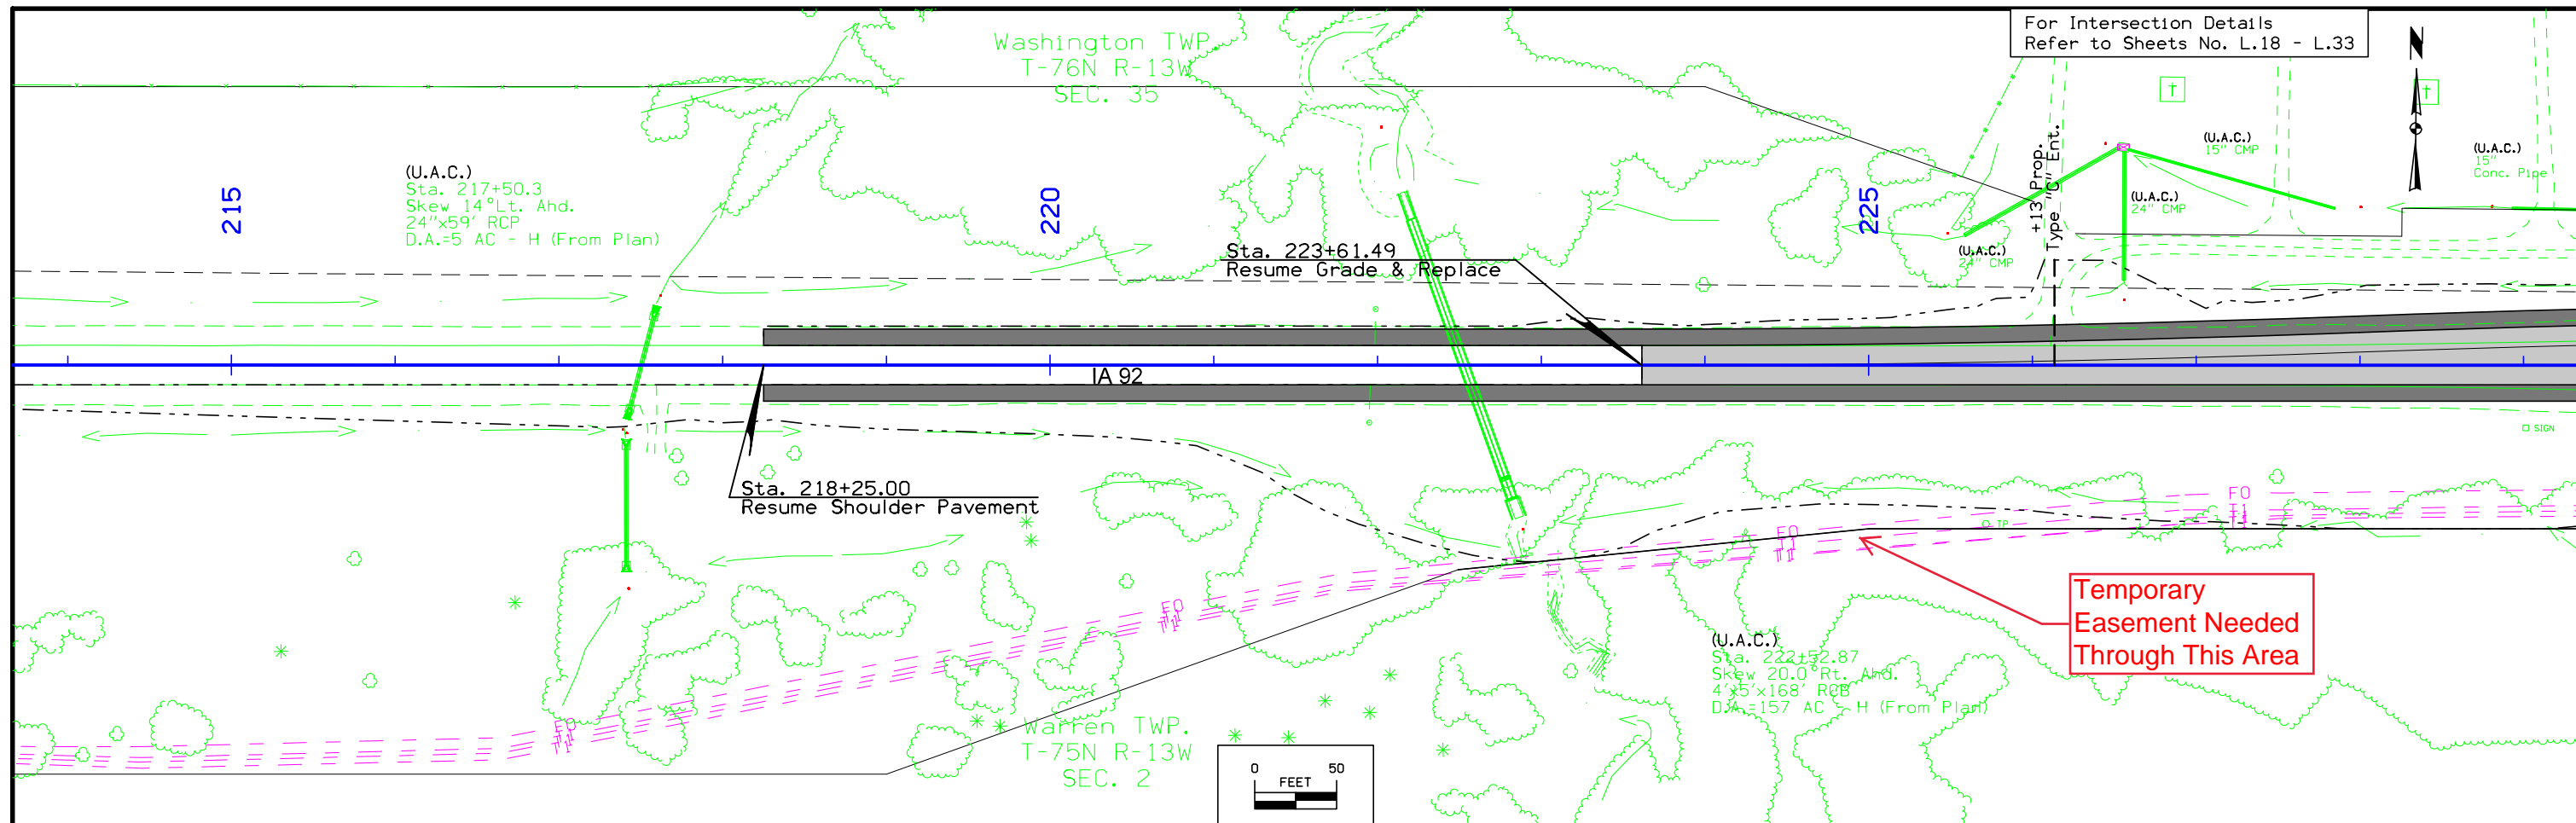 For Intersection Details
Refer to Sheets No. L.18 - L.33
N
Washington TWP.
T-76N R-13W
SEC. 35
(U.A.C.)
Sta. 217+50.3
Skew 14°Lt. Ahd.
24"x59' RCP
D.A.=5 AC - H (From Plan)
215
220
225
Sta. 223+61.49
Resume Grade & Replace
+13 Prop.
Type "C" Ent.
(U.A.C.)
15" CMP
(U.A.C.)
24" CMP
(U.A.C.)
24" CMP
(U.A.C.)
15"
Conc. Pipe
IA 92
SIGN
Sta. 218+25.00
Resume Shoulder Pavement
FO
FO
FO
FO
TP
Temporary
Easement Needed
Through This Area
(U.A.C.)
Sta. 222+52.87
Skew 20.0°Rt. Ahd.
4'x5'x168' RCB
D.A.=157 AC - H (From Plan)
Warren TWP.
T-75N R-13W
SEC. 2
0 50
FEET